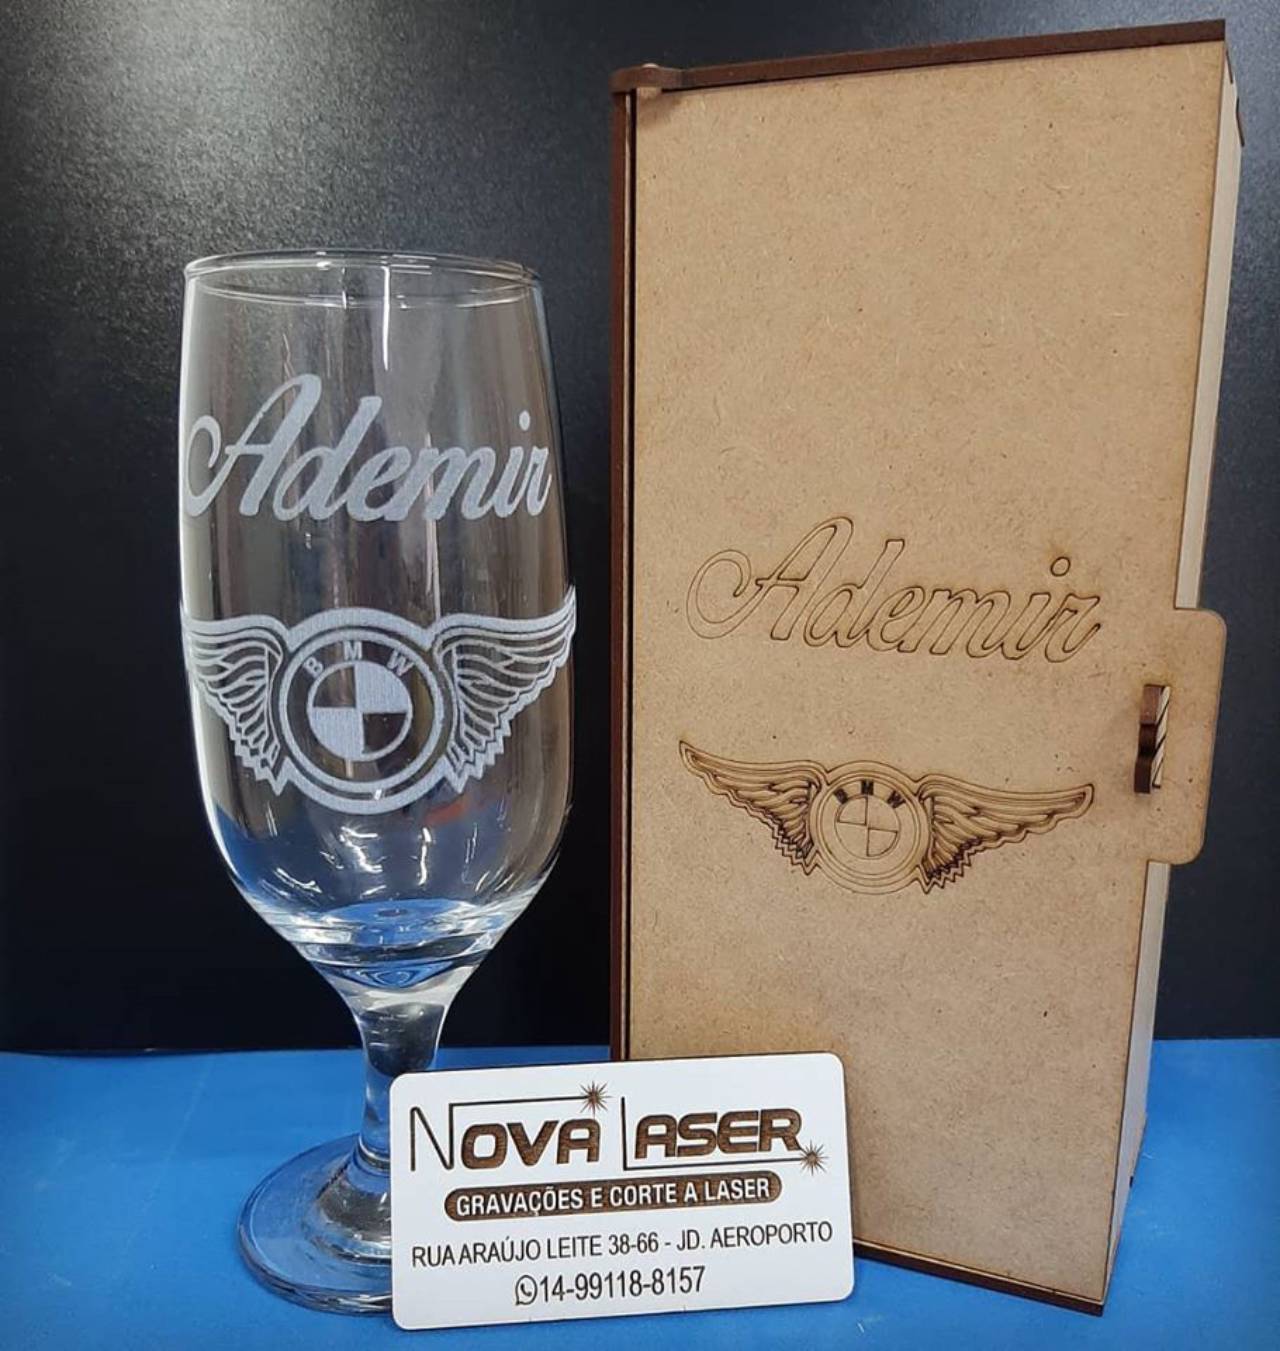 Ademir
BMW
Ademir
BMW
NOVA LASER
GRAVAÇÕES E CORTE A LASER
RUA ARAÚJO LEITE 38-66 - JD. AEROPORTO
14-99118-8157